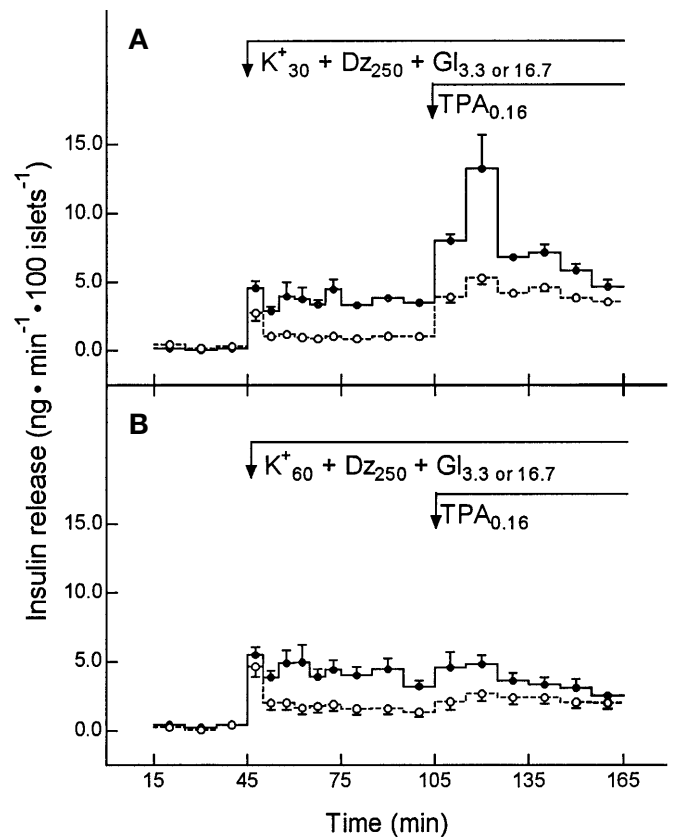 A
K⁺₃₀ + Dz₂₅₀ + Gl₃.₃ or ₁₆.₇
TPA₀.₁₆
15.0
10.0
5.0
0.0
Insulin release (ng • min⁻¹ • 100 islets⁻¹)
B
K⁺₆₀ + Dz₂₅₀ + Gl₃.₃ or ₁₆.₇
TPA₀.₁₆
15.0
10.0
5.0
0.0
15 45 75 105 135 165
Time (min)